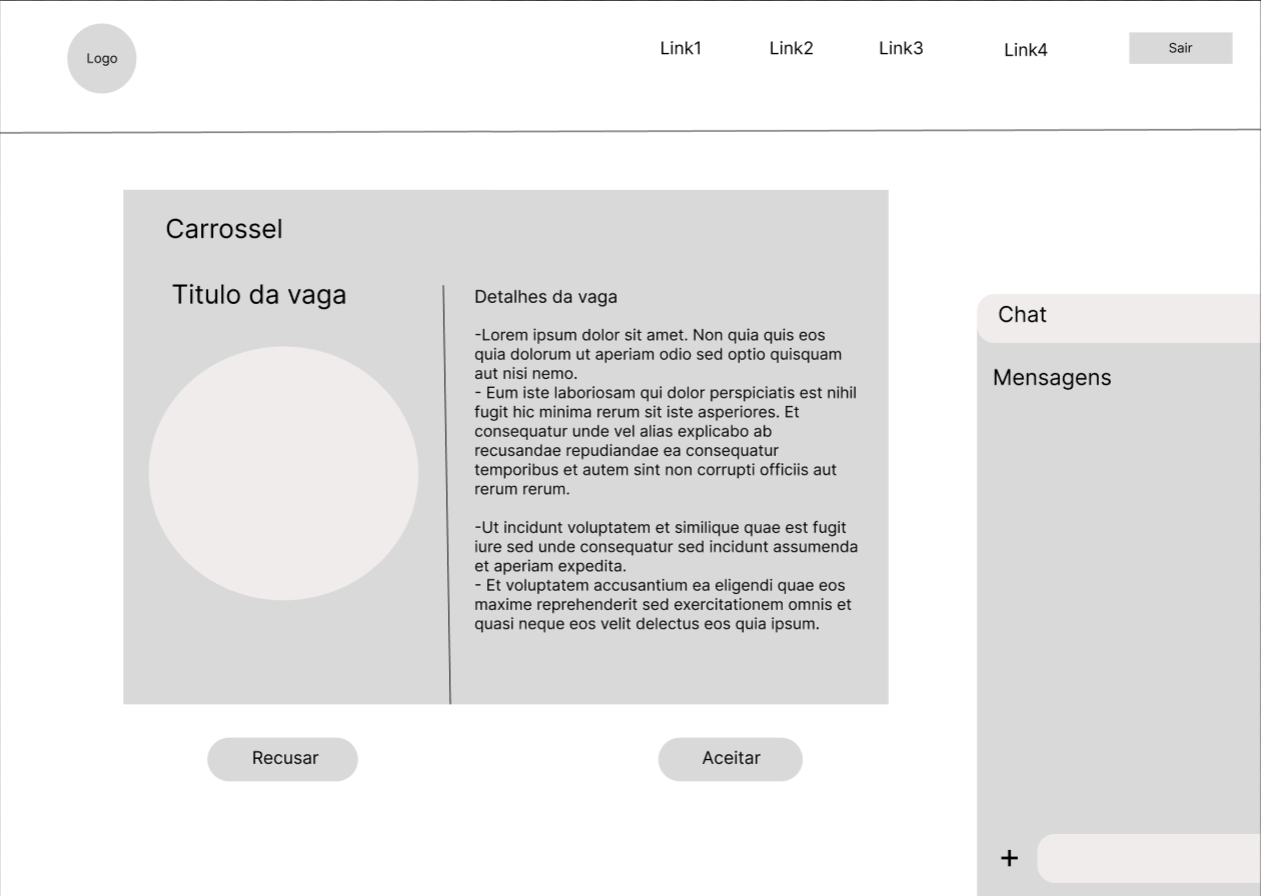 Logo
Link1
Link2
Link3
Link4
Sair
Carrossel
Titulo da vaga
Detalhes da vaga
-Lorem ipsum dolor sit amet. Non quia quis eos
quia dolorum ut aperiam odio sed optio quisquam
aut nisi nemo.
- Eum iste laboriosam qui dolor perspiciatis est nihil
fugit hic minima rerum sit iste asperiores. Et
consequatur unde vel alias explicabo ab
recusandae repudiandae ea consequatur
temporibus et autem sint non corrupti officiis aut
rerum rerum.
-Ut incidunt voluptatem et similique quae est fugit
iure sed unde consequatur sed incidunt assumenda
et aperiam expedita.
- Et voluptatem accusantium ea eligendi quae eos
maxime reprehenderit sed exercitationem omnis et
quasi neque eos velit delectus eos quia ipsum.
Recusar
Aceitar
Chat
Mensagens
+